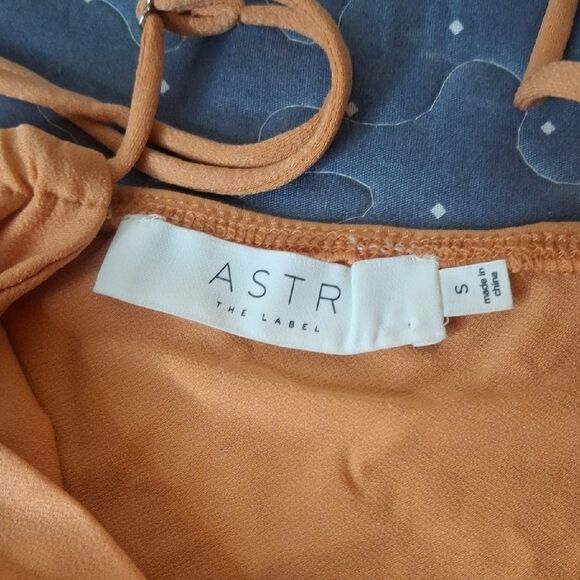 ASTR
THE LABEL
S
made in
china